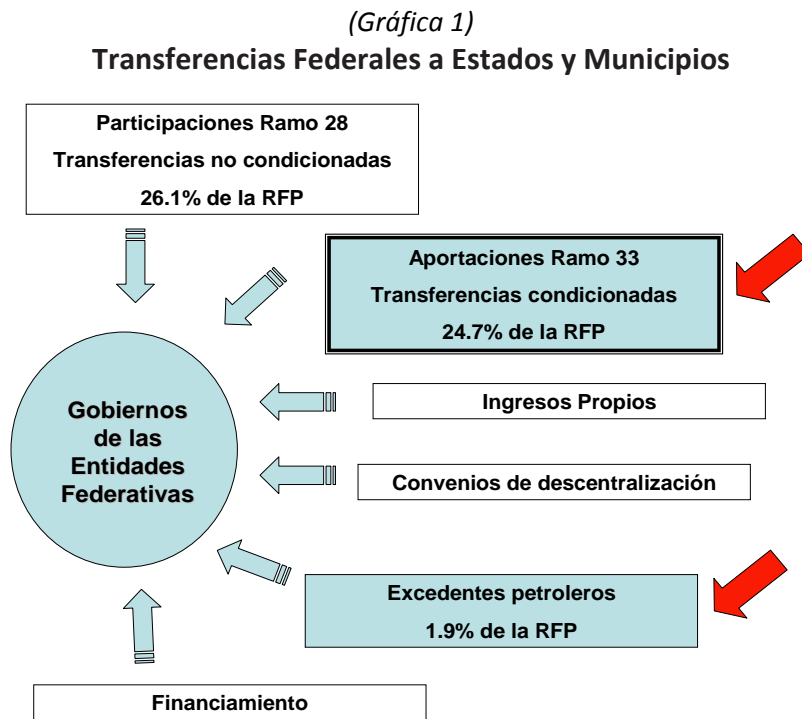 (Gráfica 1)
Transferencias Federales a Estados y Municipios
Participaciones Ramo 28
Transferencias no condicionadas
26.1% de la RFP
Aportaciones Ramo 33
Transferencias condicionadas
24.7% de la RFP
Gobiernos
de las
Entidades
Federativas
Ingresos Propios
Convenios de descentralización
Excedentes petroleros
1.9% de la RFP
Financiamiento